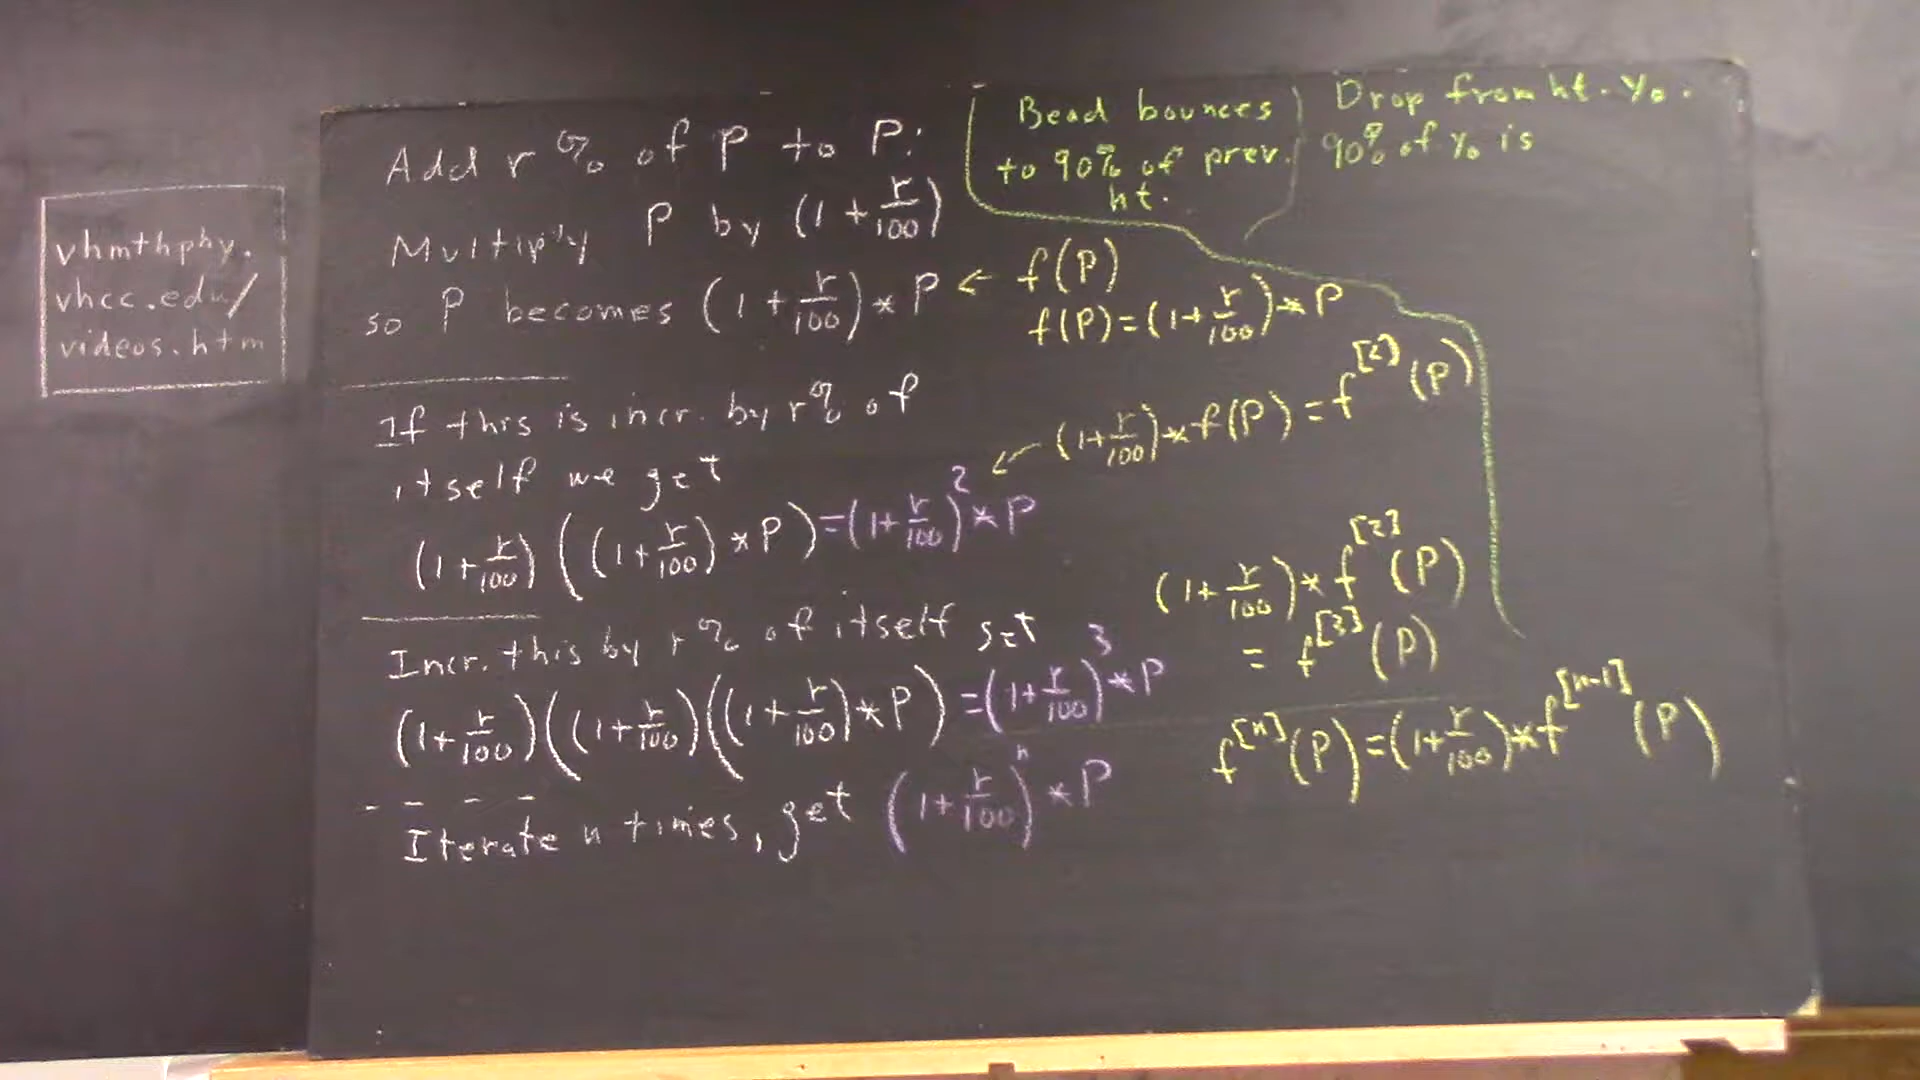 vhmthphy.
vhcc.edu/
videos.htm
Add r% of P to P:
Multiply P by (1 + r/100)
so P becomes (1 + r/100) * P ← f(P)
f(P) = (1 + r/100) * P
If this is incr. by r% of
itself we get
(1 + r/100) ((1 + r/100) * P) = (1 + r/100)^2 * P
← (1 + r/100) * f(P) = f^[2](P)
Incr. this by r% of itself get
(1 + r/100)((1 + r/100)((1 + r/100) * P) = (1 + r/100)^3 * P
(1 + r/100) * f^[2](P)
= f^[3](P)
- - - -
Iterate n times, get (1 + r/100)^n * P
f^[n](P) = (1 + r/100) * f^[n-1](P)
Bead bounces
to 90% of prev.
ht.
Drop from ht. y₀.
90% of y₀ is